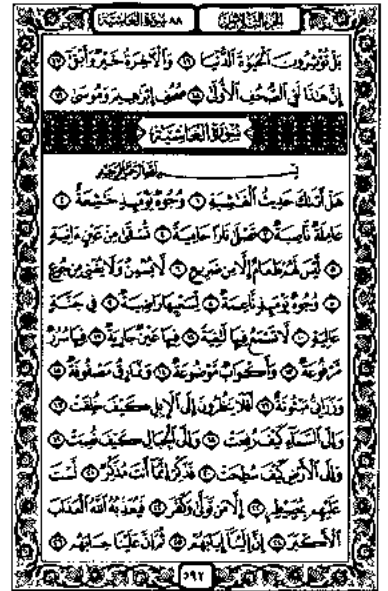 ٨٨ سورة الغاشية الجزء الثلاثون
بَلْ تُؤْثِرُونَ الْحَيَوٰةَ الدُّنْيَا ۝١٦ وَالْآخِرَةُ خَيْرٌ وَأَبْقَىٰ ۝١٧
إِنَّ هَٰذَا لَفِي الصُّحُفِ الْأُولَىٰ ۝١٨ صُحُفِ إِبْرَٰهِيمَ وَمُوسَىٰ ۝١٩
سُورَةُ الْغَاشِيَةِ
بِسْمِ اللَّهِ الرَّحْمَٰنِ الرَّحِيمِ
هَلْ أَتَىٰكَ حَدِيثُ الْغَٰشِيَةِ ۝١ وُجُوهٌ يَوْمَئِذٍ خَٰشِعَةٌ ۝٢
عَامِلَةٌ نَاصِبَةٌ ۝٣ تَصْلَىٰ نَارًا حَامِيَةً ۝٤ تُسْقَىٰ مِنْ عَيْنٍ ءَانِيَةٍ
۝٥ لَيْسَ لَهُمْ طَعَامٌ إِلَّا مِنْ ضَرِيعٍ ۝٦ لَا يُسْمِنُ وَلَا يُغْنِي مِنْ جُوعٍ
۝٧ وُجُوهٌ يَوْمَئِذٍ نَاعِمَةٌ ۝٨ لِسَعْيِهَا رَاضِيَةٌ ۝٩ فِي جَنَّةٍ
عَالِيَةٍ ۝١٠ لَا تَسْمَعُ فِيهَا لَٰغِيَةً ۝١١ فِيهَا عَيْنٌ جَارِيَةٌ ۝١٢ فِيهَا سُرُرٌ
مَرْفُوعَةٌ ۝١٣ وَأَكْوَابٌ مَوْضُوعَةٌ ۝١٤ وَنَمَارِقُ مَصْفُوفَةٌ ۝١٥
وَزَرَابِيُّ مَبْثُوثَةٌ ۝١٦ أَفَلَا يَنْظُرُونَ إِلَى الْإِبِلِ كَيْفَ خُلِقَتْ ۝١٧
وَإِلَى السَّمَاءِ كَيْفَ رُفِعَتْ ۝١٨ وَإِلَى الْجِبَالِ كَيْفَ نُصِبَتْ ۝١٩
وَإِلَى الْأَرْضِ كَيْفَ سُطِحَتْ ۝٢٠ فَذَكِّرْ إِنَّمَا أَنْتَ مُذَكِّرٌ ۝٢١ لَسْتَ
عَلَيْهِمْ بِمُصَيْطِرٍ ۝٢٢ إِلَّا مَنْ تَوَلَّىٰ وَكَفَرَ ۝٢٣ فَيُعَذِّبُهُ اللَّهُ الْعَذَابَ
الْأَكْبَرَ ۝٢٤ إِنَّ إِلَيْنَا إِيَابَهُمْ ۝٢٥ ثُمَّ إِنَّ عَلَيْنَا حِسَابَهُمْ ۝٢٦
٥٩٢